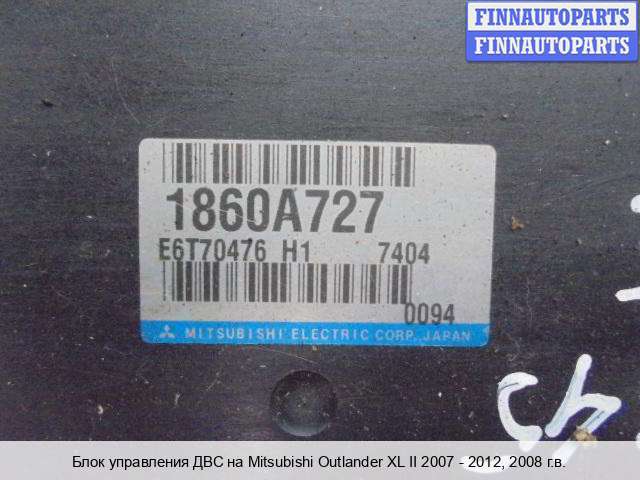 FINNAUTOPARTS
FINNAUTOPARTS
1860A727
E6T70476 H1 7404
0094
MITSUBISHI ELECTRIC CORP., JAPAN
Блок управления ДВС на Mitsubishi Outlander XL II 2007 - 2012, 2008 г.в.